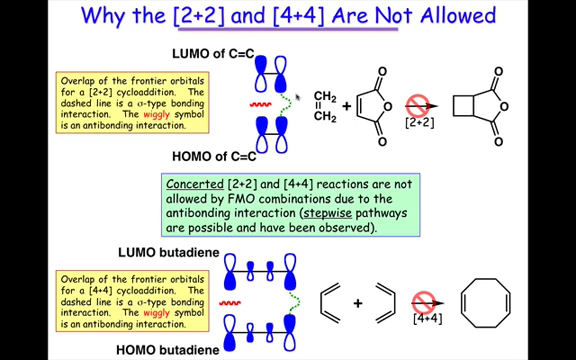 Why the [2+2] and [4+4] Are Not Allowed
LUMO of C=C
Overlap of the frontier orbitals
for a [2+2] cycloaddition. The
dashed line is a σ-type bonding
interaction. The wiggly symbol
is an antibonding interaction.
CH2
CH2
+
O
O
O
[2+2]
O
O
O
HOMO of C=C
Concerted [2+2] and [4+4] reactions are not
allowed by FMO combinations due to the
antibonding interaction (stepwise pathways
are possible and have been observed).
LUMO butadiene
Overlap of the frontier orbitals
for a [4+4] cycloaddition. The
dashed line is a σ-type bonding
interaction. The wiggly symbol
is an antibonding interaction.
+
[4+4]
HOMO butadiene